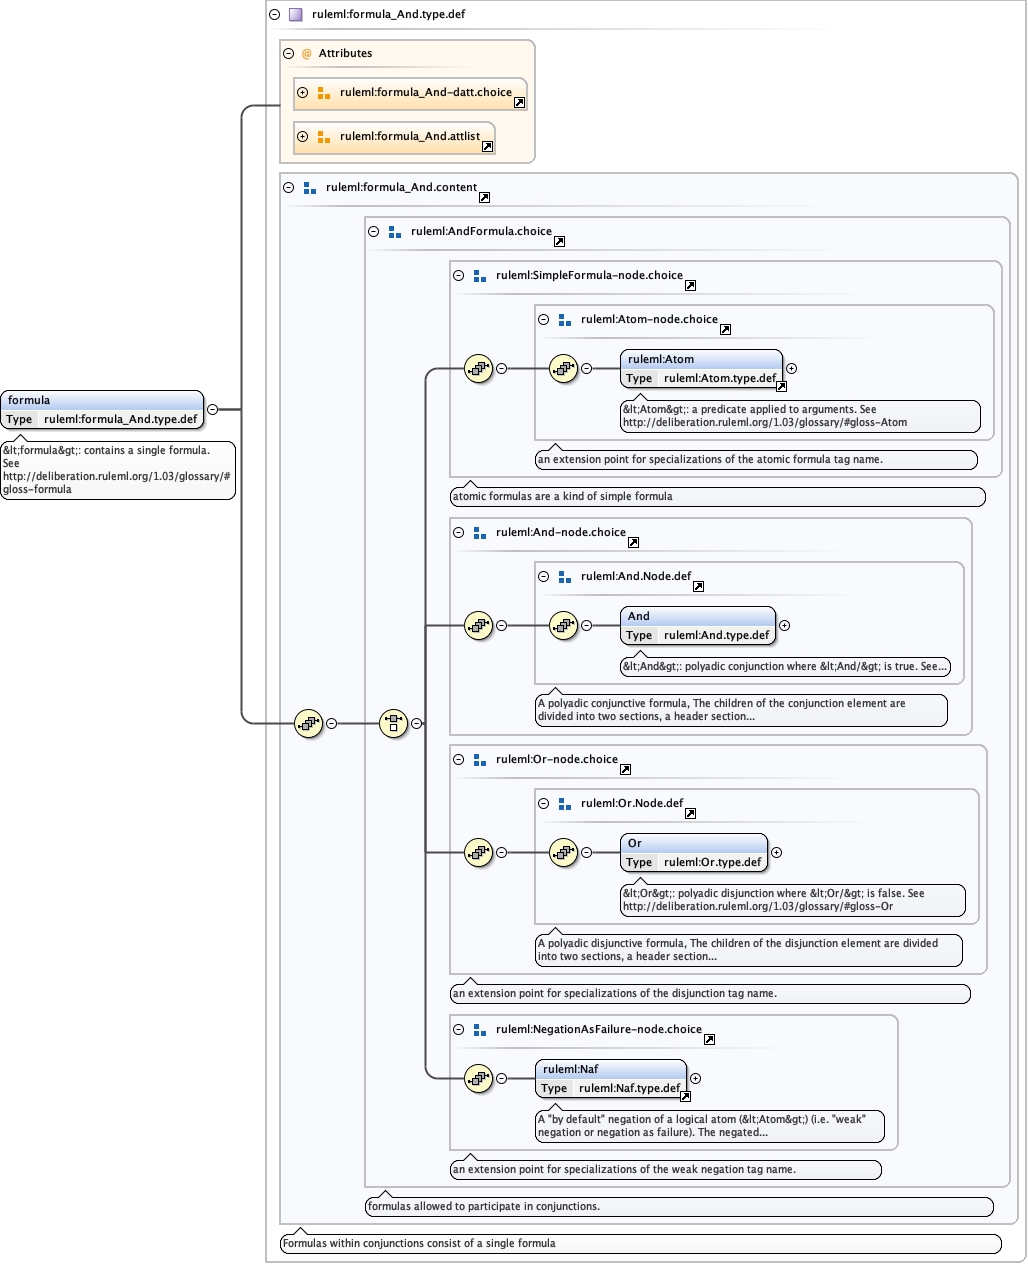 ruleml:formula_And.type.def
@ Attributes
ruleml:formula_And-datt.choice
ruleml:formula_And.attlist
ruleml:formula_And.content
ruleml:AndFormula.choice
ruleml:SimpleFormula-node.choice
ruleml:Atom-node.choice
ruleml:Atom
Type ruleml:Atom.type.def
&lt;Atom&gt;: a predicate applied to arguments. See
http://deliberation.ruleml.org/1.03/glossary/#gloss-Atom
an extension point for specializations of the atomic formula tag name.
atomic formulas are a kind of simple formula
formula
Type ruleml:formula_And.type.def
&lt;formula&gt;: contains a single formula.
See
http://deliberation.ruleml.org/1.03/glossary/#
gloss-formula
ruleml:And-node.choice
ruleml:And.Node.def
And
Type ruleml:And.type.def
&lt;And&gt;: polyadic conjunction where &lt;And/&gt; is true. See...
A polyadic conjunctive formula, The children of the conjunction element are
divided into two sections, a header section...
ruleml:Or-node.choice
ruleml:Or.Node.def
Or
Type ruleml:Or.type.def
&lt;Or&gt;: polyadic disjunction where &lt;Or/&gt; is false. See
http://deliberation.ruleml.org/1.03/glossary/#gloss-Or
A polyadic disjunctive formula, The children of the disjunction element are divided
into two sections, a header section...
an extension point for specializations of the disjunction tag name.
ruleml:NegationAsFailure-node.choice
ruleml:Naf
Type ruleml:Naf.type.def
A "by default" negation of a logical atom (&lt;Atom&gt;) (i.e. "weak"
negation or negation as failure). The negated...
an extension point for specializations of the weak negation tag name.
formulas allowed to participate in conjunctions.
Formulas within conjunctions consist of a single formula